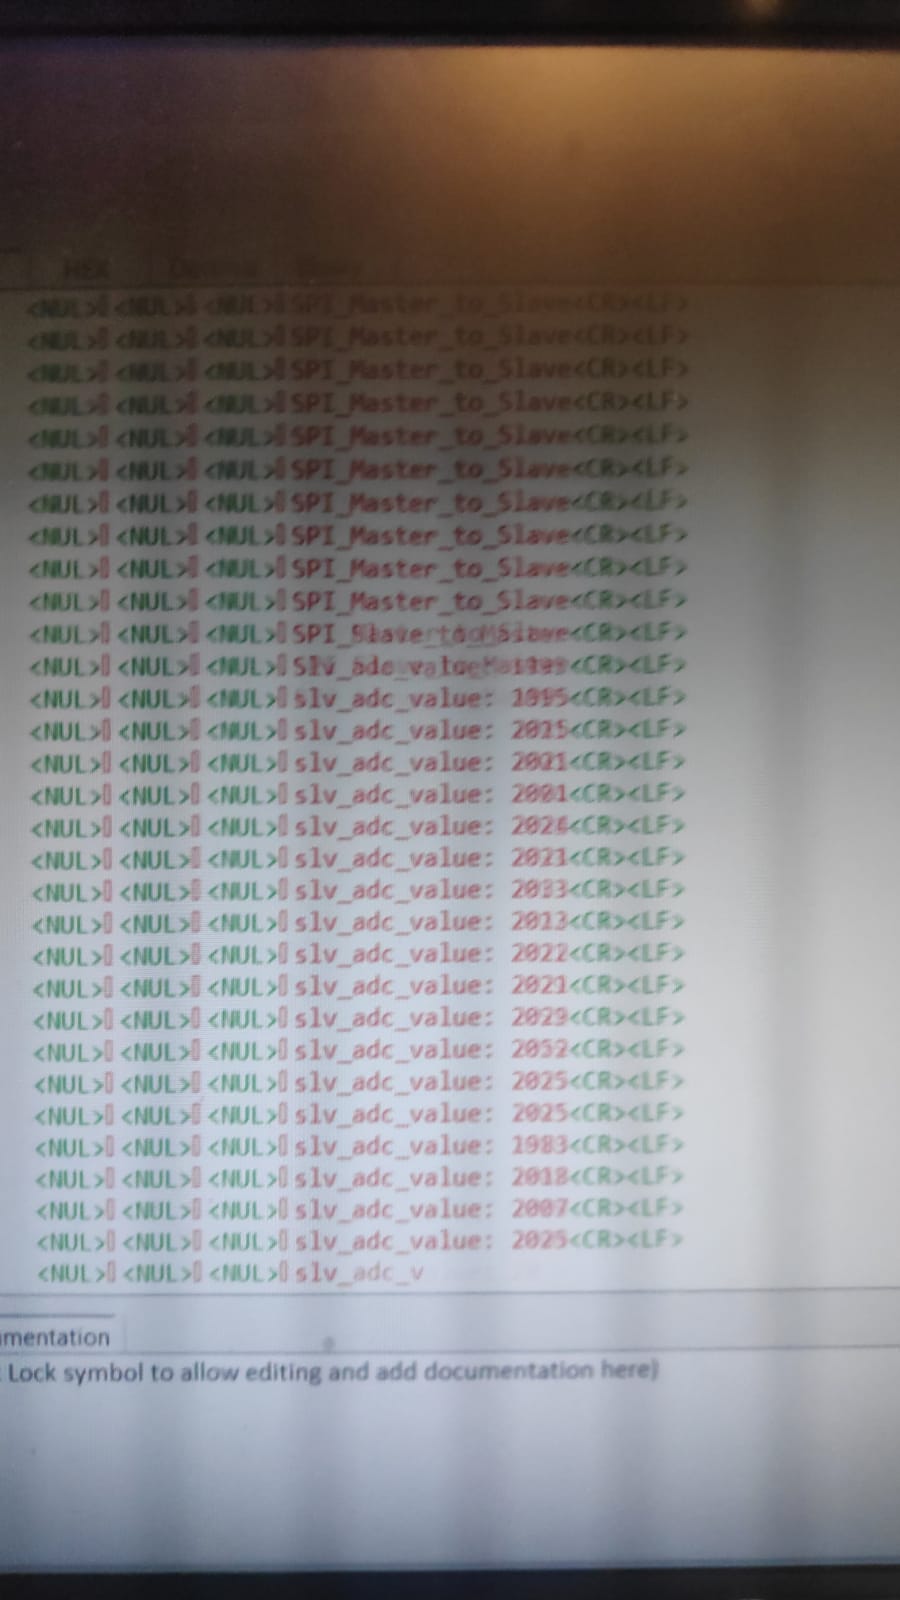 HEX
<NUL> <NUL> <NUL> SPI_Master_to_Slave<CR><LF>
<NUL> <NUL> <NUL> SPI_Master_to_Slave<CR><LF>
<NUL> <NUL> <NUL> SPI_Master_to_Slave<CR><LF>
<NUL> <NUL> <NUL> SPI_Master_to_Slave<CR><LF>
<NUL> <NUL> <NUL> SPI_Master_to_Slave<CR><LF>
<NUL> <NUL> <NUL> SPI_Master_to_Slave<CR><LF>
<NUL> <NUL> <NUL> SPI_Master_to_Slave<CR><LF>
<NUL> <NUL> <NUL> SPI_Master_to_Slave<CR><LF>
<NUL> <NUL> <NUL> SPI_Master_to_Slave<CR><LF>
<NUL> <NUL> <NUL> SPI_Master_to_Slave<CR><LF>
<NUL> <NUL> <NUL> <CR><LF>
<NUL> <NUL> <NUL> <CR><LF>
<NUL> <NUL> <NUL> slv_adc_value: <CR><LF>
<NUL> <NUL> <NUL> slv_adc_value: <CR><LF>
<NUL> <NUL> <NUL> slv_adc_value: <CR><LF>
<NUL> <NUL> <NUL> slv_adc_value: <CR><LF>
<NUL> <NUL> <NUL> slv_adc_value: <CR><LF>
<NUL> <NUL> <NUL> slv_adc_value: 2021<CR><LF>
<NUL> <NUL> <NUL> slv_adc_value: <CR><LF>
<NUL> <NUL> <NUL> slv_adc_value: 2013<CR><LF>
<NUL> <NUL> <NUL> slv_adc_value: 2022<CR><LF>
<NUL> <NUL> <NUL> slv_adc_value: <CR><LF>
<NUL> <NUL> <NUL> slv_adc_value: 2029<CR><LF>
<NUL> <NUL> <NUL> slv_adc_value: 2052<CR><LF>
<NUL> <NUL> <NUL> slv_adc_value: 2025<CR><LF>
<NUL> <NUL> <NUL> slv_adc_value: 2025<CR><LF>
<NUL> <NUL> <NUL> slv_adc_value: 1983<CR><LF>
<NUL> <NUL> <NUL> slv_adc_value: 2018<CR><LF>
<NUL> <NUL> <NUL> slv_adc_value: 2007<CR><LF>
<NUL> <NUL> <NUL> slv_adc_value: 2025<CR><LF>
<NUL> <NUL> <NUL> slv_adc_v
mentation
Lock symbol to allow editing and add documentation here)